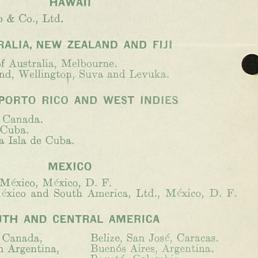 HAWAII
o & Co., Ltd.
RALIA, NEW ZEALAND AND FIJI
of Australia, Melbourne.
nd, Wellington, Suva and Levuka.
PORTO RICO AND WEST INDIES
Canada.
Cuba.
a Isla de Cuba.
MEXICO
México, México, D. F.
éxico and South America, Ltd., México, D. F.
UTH AND CENTRAL AMERICA
Canada, Belize, San José, Caracas.
n Argentina, Buenos Aires, Argentina.